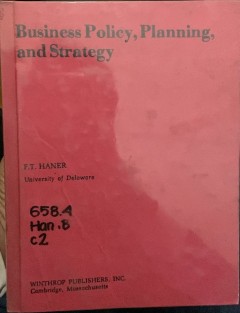 Business Policy, Planning,
and Strategy
F.T. HANER
University of Delaware
658.4
Han.B
c2
WINTHROP PUBLISHERS, INC.
Cambridge, Massachusetts